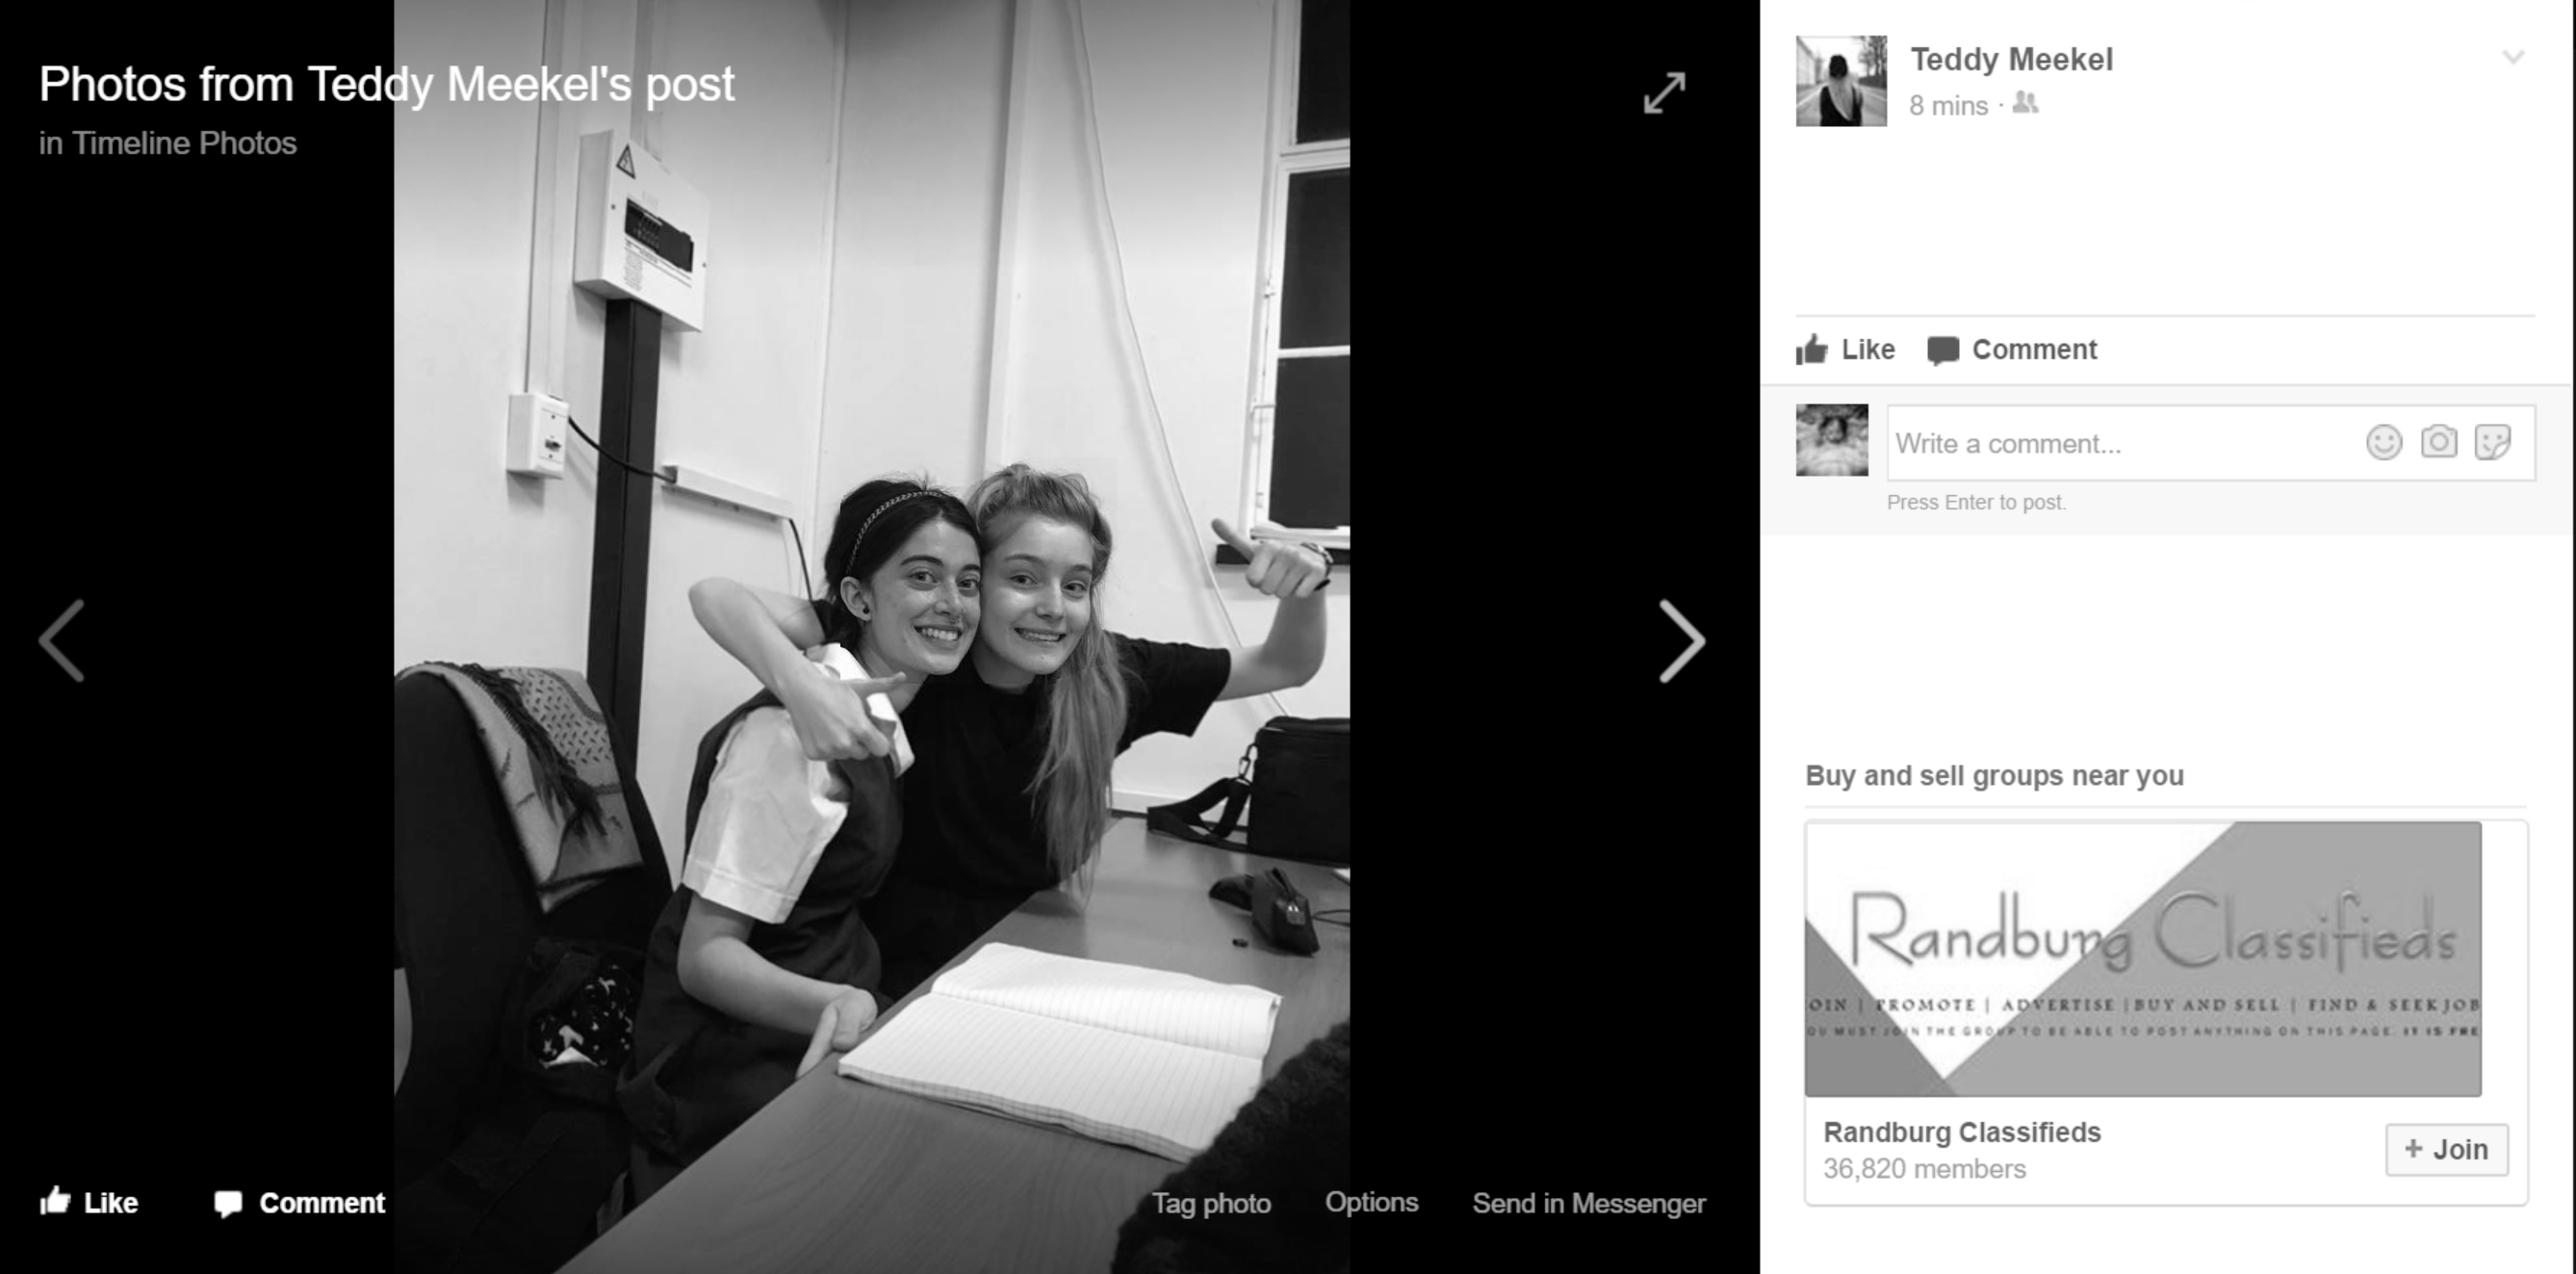 Photos from Teddy Meekel's post
in Timeline Photos
Like
Comment
Tag photo
Options
Send in Messenger
Teddy Meekel
8 mins ·
Like
Comment
Write a comment...
Press Enter to post.
Buy and sell groups near you
Randburg Classifieds
OIN | PROMOTE | ADVERTISE | BUY AND SELL | FIND & SEEK JOB
OU MUST JOIN THE GROUP TO BE ABLE TO POST ANYTHING ON THIS PAGE. IT IS FRE
Randburg Classifieds
36,820 members
+ Join